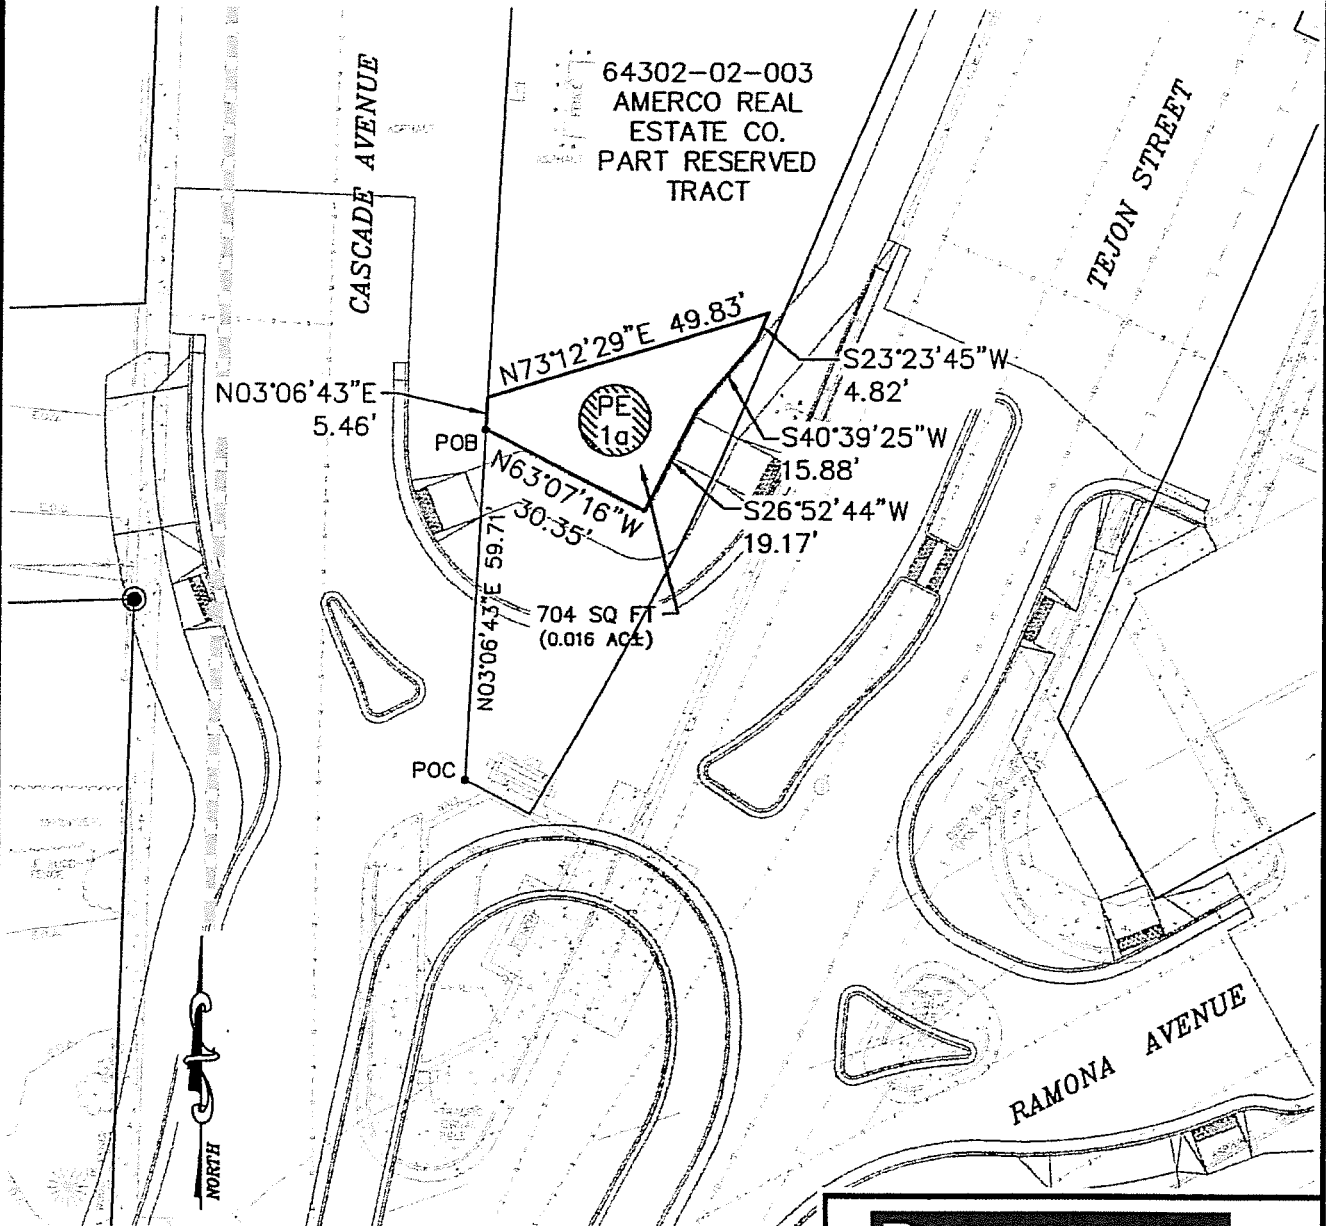 64302-02-003
AMERCO REAL
ESTATE CO.
PART RESERVED
TRACT
CASCADE AVENUE
TEJON STREET
N73°12'29"E 49.83'
S23°23'45"W
4.82'
N03°06'43"E
5.46'
PE
1a
S40°39'25"W
15.88'
POB
N63°07'16"W
30.35'
S26°52'44"W
19.17'
N03°06'43"E 59.71'
704 SQ FT
(0.016 AC±)
POC
RAMONA AVENUE
NORTH